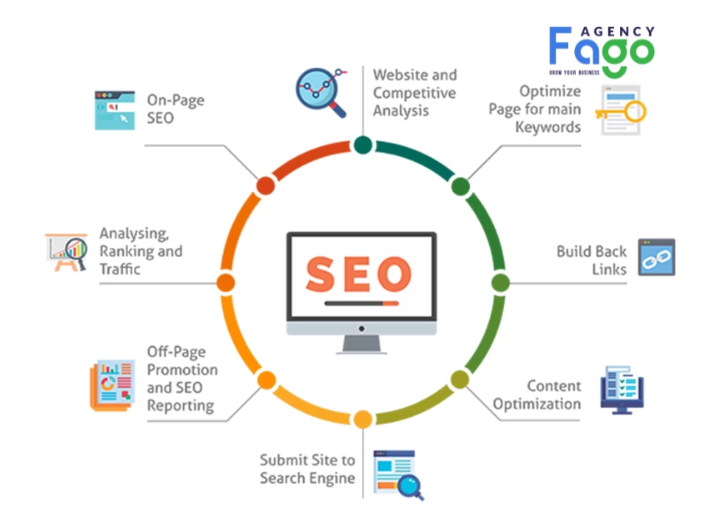 AGENCY
Fago
GROW YOUR BUSINESS
Website and
Competitive
Analysis
Optimize
Page for main
Keywords
Build Back
Links
Content
Optimization
Submit Site to
Search Engine
Off-Page
Promotion
and SEO
Reporting
Analysing,
Ranking and
Traffic
On-Page
SEO
SEO